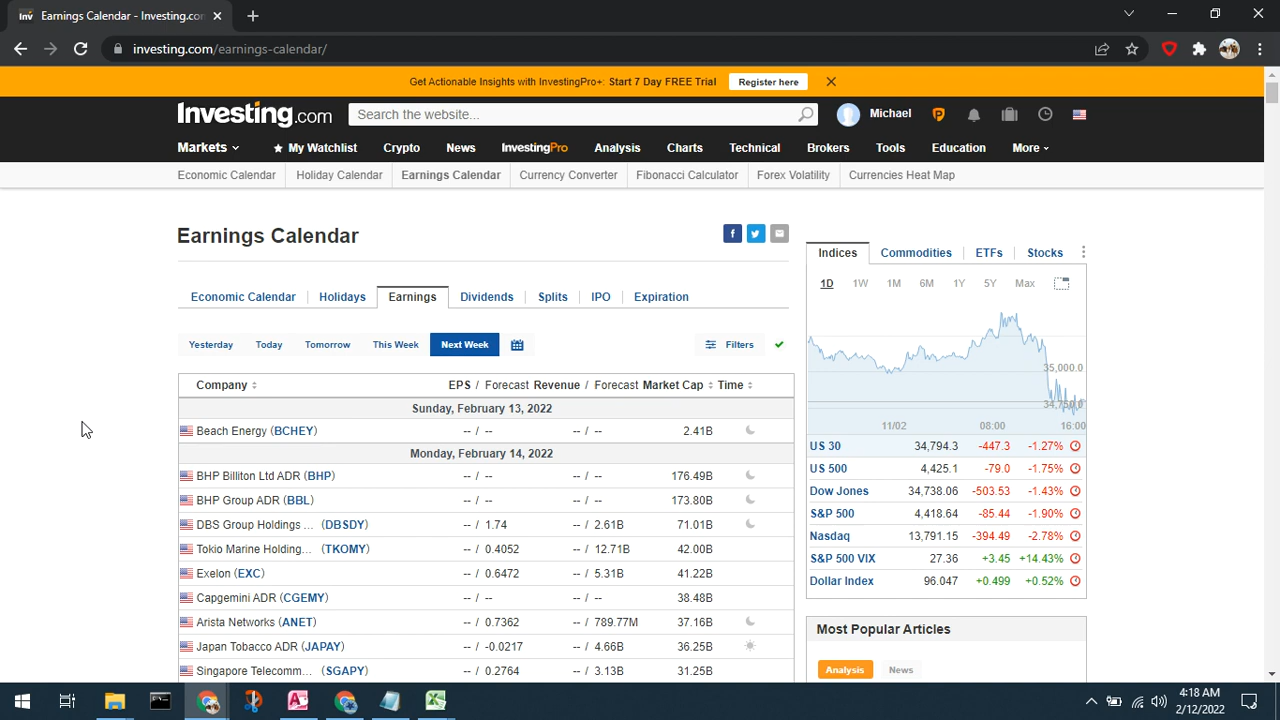 Earnings Calendar - Investing.com
investing.com/earnings-calendar/
Get Actionable Insights with InvestingPro+: Start 7 Day FREE Trial Register here
Investing.com Search the website... Michael
Markets My Watchlist Crypto News InvestingPro Analysis Charts Technical Brokers Tools Education More
Economic Calendar Holiday Calendar Earnings Calendar Currency Converter Fibonacci Calculator Forex Volatility Currencies Heat Map
Earnings Calendar
Economic Calendar Holidays Earnings Dividends Splits IPO Expiration
Yesterday Today Tomorrow This Week Next Week Filters
Company EPS / Forecast Revenue / Forecast Market Cap Time
Sunday, February 13, 2022
Beach Energy (BCHEY) -- / -- -- / -- 2.41B
Monday, February 14, 2022
BHP Billiton Ltd ADR (BHP) -- / -- -- / -- 176.49B
BHP Group ADR (BBL) -- / -- -- / -- 173.80B
DBS Group Holdings ... (DBSDY) -- / 1.74 -- / 2.61B 71.01B
Tokio Marine Holding... (TKOMY) -- / 0.4052 -- / 12.71B 42.00B
Exelon (EXC) -- / 0.6472 -- / 5.31B 41.22B
Capgemini ADR (CGEMY) -- / -- -- / -- 38.48B
Arista Networks (ANET) -- / 0.7362 -- / 789.77M 37.16B
Japan Tobacco ADR (JAPAY) -- / -0.0217 -- / 4.66B 36.25B
Singapore Telecomm... (SGAPY) -- / 0.2764 -- / 3.13B 31.25B
Indices Commodities ETFs Stocks
1D 1W 1M 6M 1Y 5Y Max
35,000.0
34,750.0
11/02 08:00 16:00
US 30 34,794.3 -447.3 -1.27%
US 500 4,425.1 -79.0 -1.75%
Dow Jones 34,738.06 -503.53 -1.43%
S&P 500 4,418.64 -85.44 -1.90%
Nasdaq 13,791.15 -394.49 -2.78%
S&P 500 VIX 27.36 +3.45 +14.43%
Dollar Index 96.047 +0.499 +0.52%
Most Popular Articles
Analysis News
4:18 AM
2/12/2022